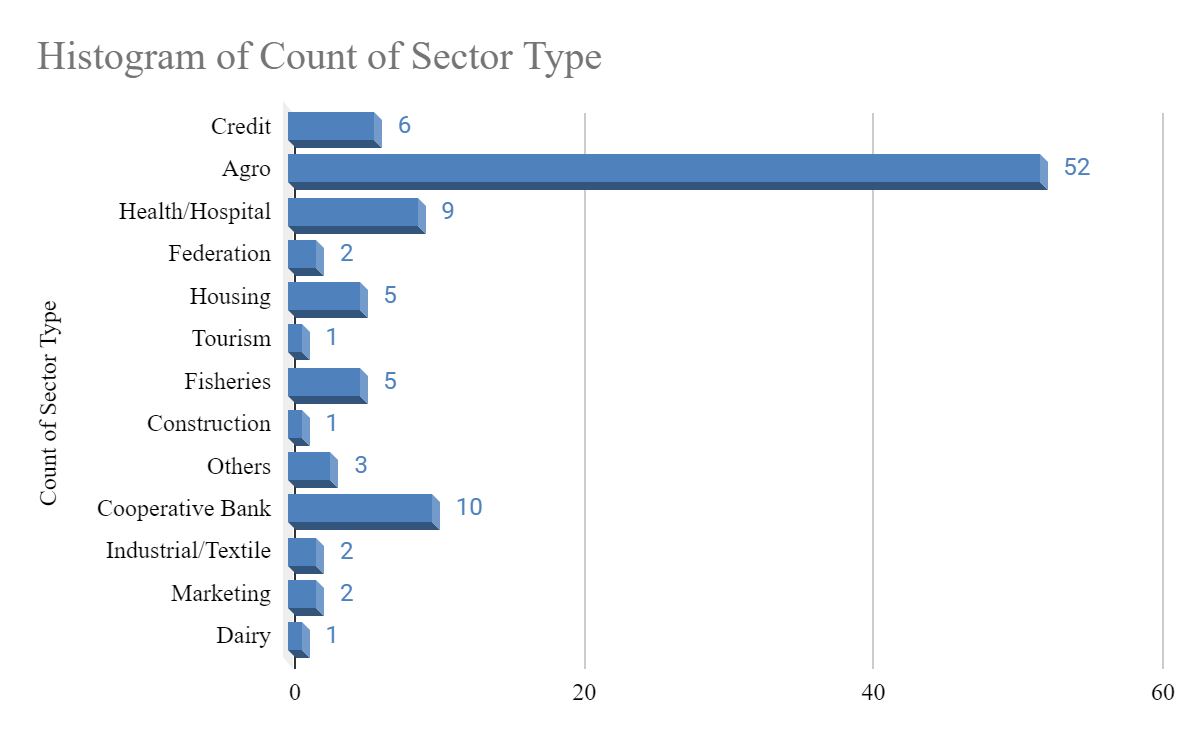 Histogram of Count of Sector Type
Count of Sector Type
Credit 6
Agro 52
Health/Hospital 9
Federation 2
Housing 5
Tourism 1
Fisheries 5
Construction 1
Others 3
Cooperative Bank 10
Industrial/Textile 2
Marketing 2
Dairy 1
0 20 40 60